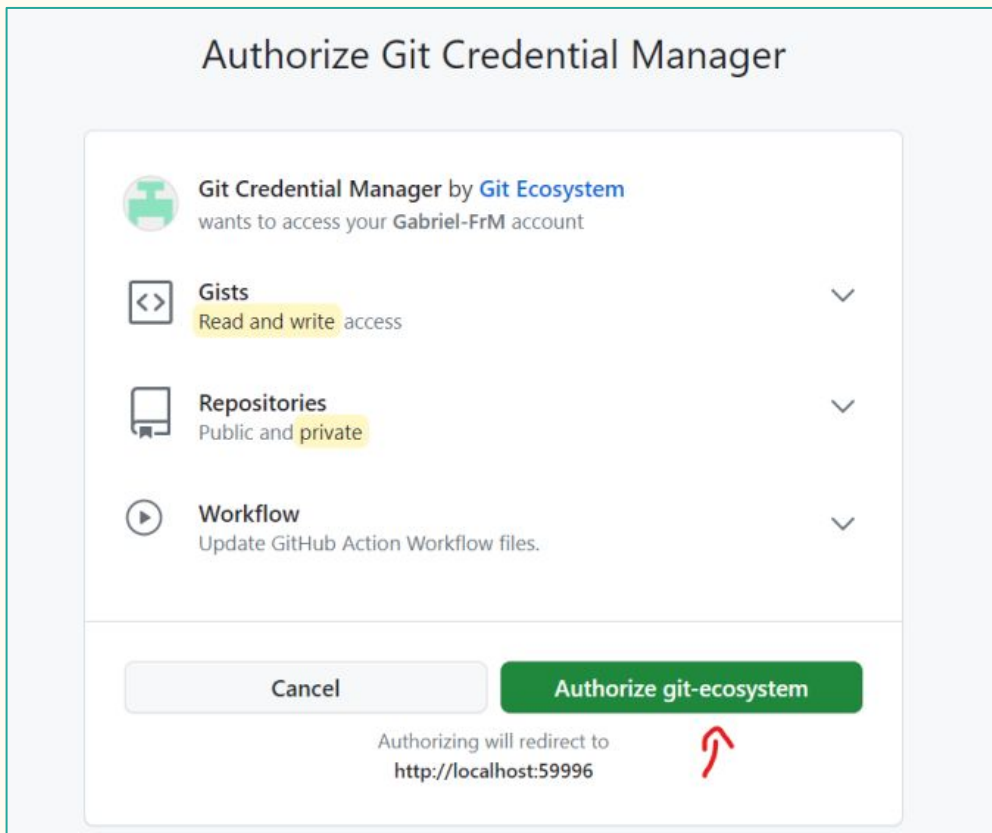 Authorize Git Credential Manager
Git Credential Manager by Git Ecosystem
wants to access your Gabriel-FrM account
Gists
Read and write access
Repositories
Public and private
Workflow
Update GitHub Action Workflow files.
Cancel
Authorize git-ecosystem
Authorizing will redirect to
http://localhost:59996